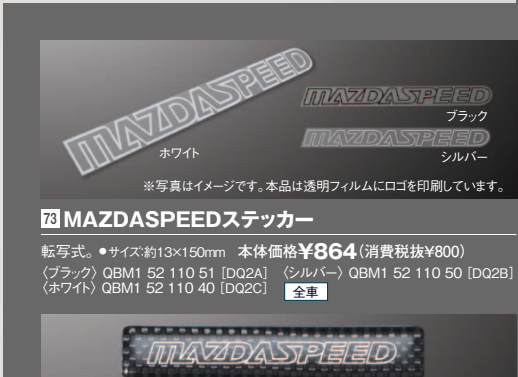 MAZDASPEED
MAZDASPEED
ブラック
MAZDASPEED
ホワイト
シルバー
※写真はイメージです。本品は透明フィルムにロゴを印刷しています。
73 MAZDASPEEDステッカー
転写式。●サイズ:約13×150mm 本体価格¥864(消費税抜¥800)
〈ブラック〉 QBM1 52 110 51 [DQ2A] 〈シルバー〉 QBM1 52 110 50 [DQ2B]
〈ホワイト〉 QBM1 52 110 40 [DQ2C] 全車
MAZDASPEED